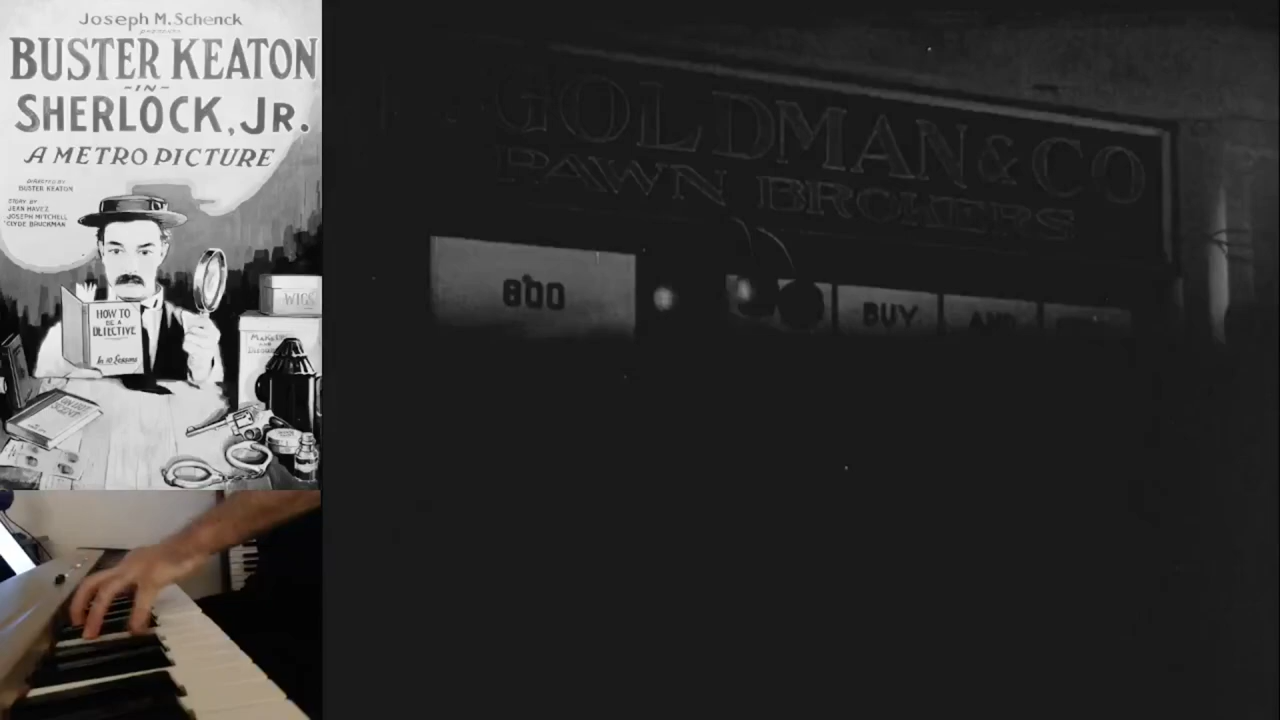 Joseph M. Schenck
PRESENTS
BUSTER KEATON
-IN-
SHERLOCK, JR.
A METRO PICTURE
DIRECTED BY
BUSTER KEATON
STORY BY
JEAN HAVEZ
JOSEPH MITCHELL
CLYDE BRUCKMAN
HOW TO
BE A
DETECTIVE
In 10 Lessons
WIGS
GOLDMAN & CO
PAWN BROKERS
800
BUY
AND